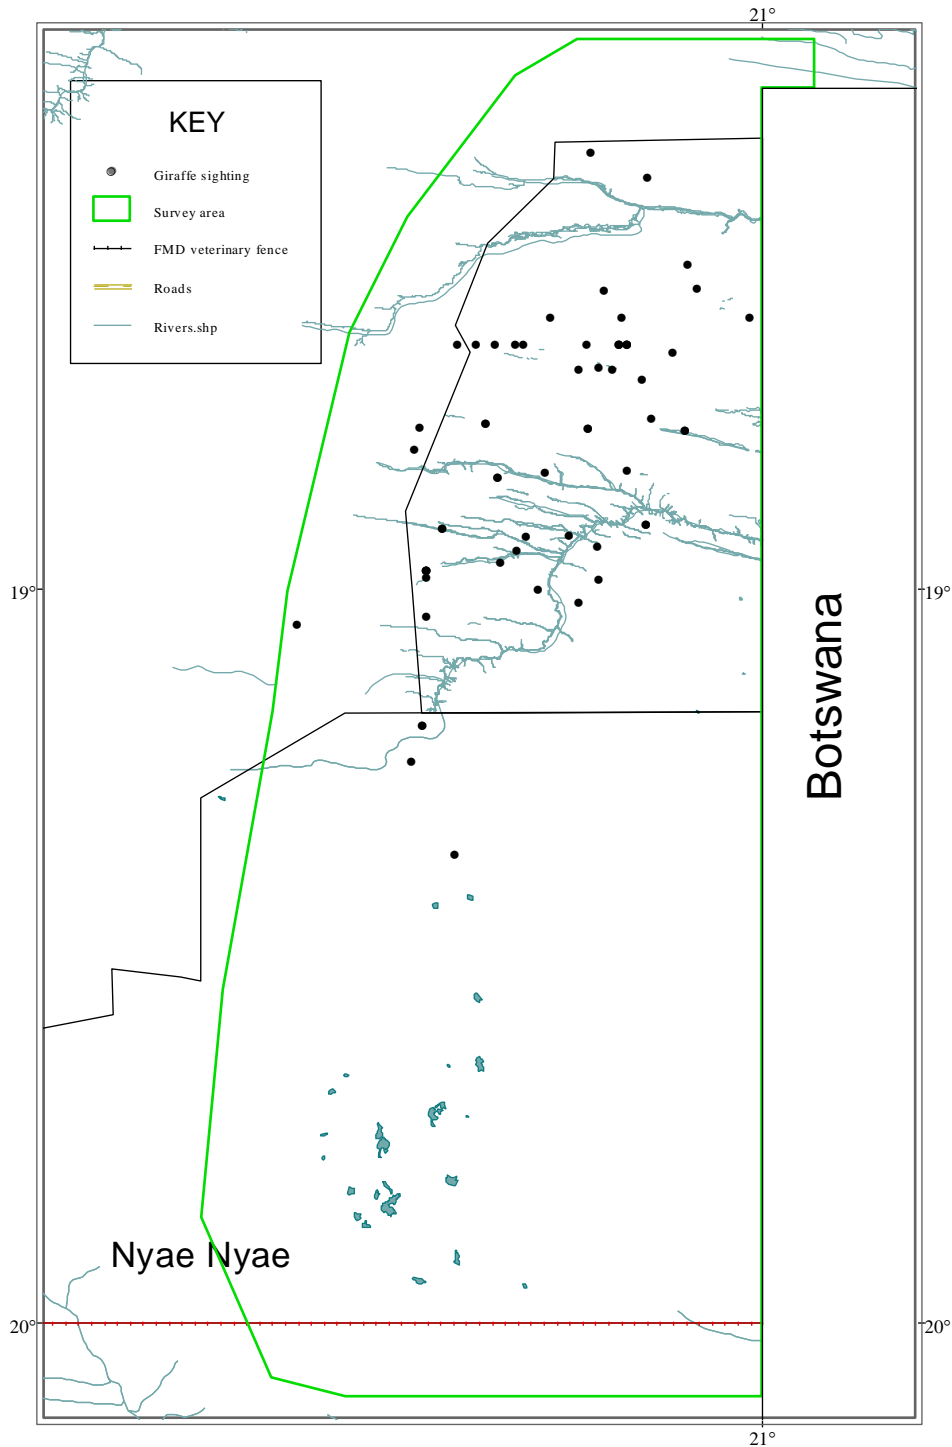 21°
KEY
Giraffe sighting
Survey area
FMD veterinary fence
Roads
Rivers.shp
19°
19°
Botswana
Nyae Nyae
20°
20°
21°